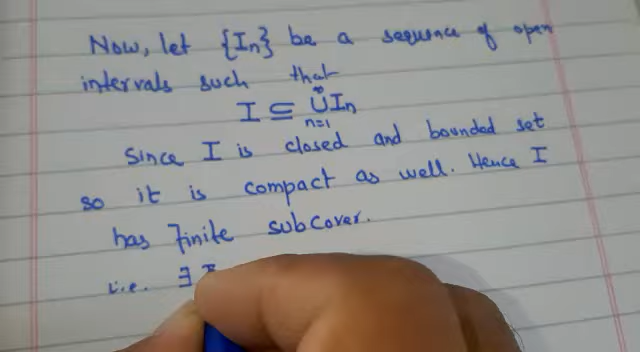 Now, let {In} be a sequence of open
intervals such that
I ⊆ ∞⋃n=1 In
Since I is closed and bounded set
so it is compact as well. Hence I
has finite subcover.
i.e. ∃ I